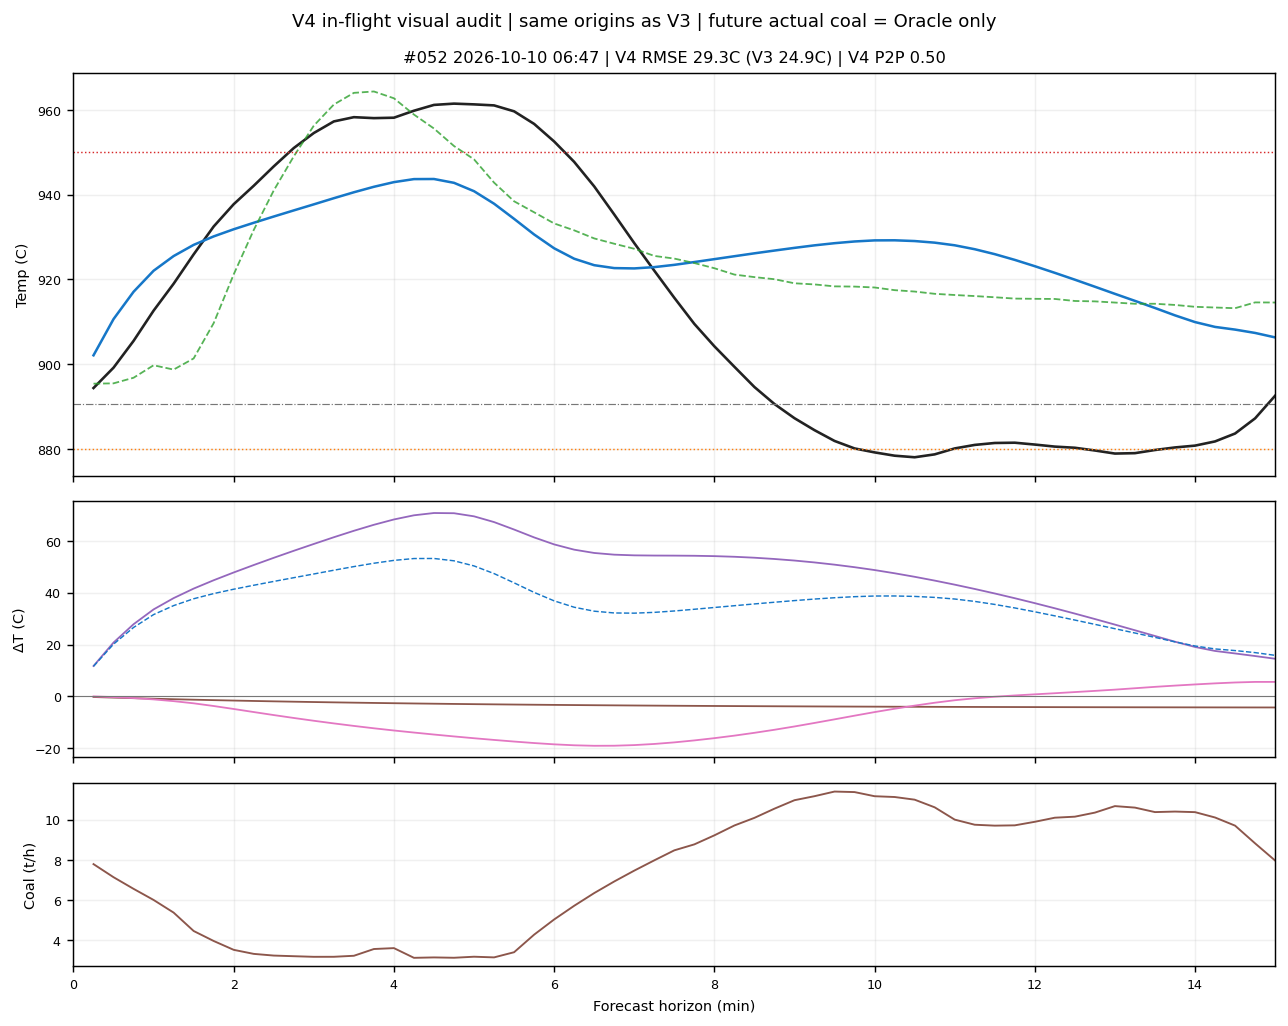 V4 in-flight visual audit | same origins as V3 | future actual coal = Oracle only
#052 2026-10-10 06:47 | V4 RMSE 29.3C (V3 24.9C) | V4 P2P 0.50
Temp (C)
960
940
920
900
880
ΔT (C)
60
40
20
0
−20
Coal (t/h)
10
8
6
4
0 2 4 6 8 10 12 14
Forecast horizon (min)